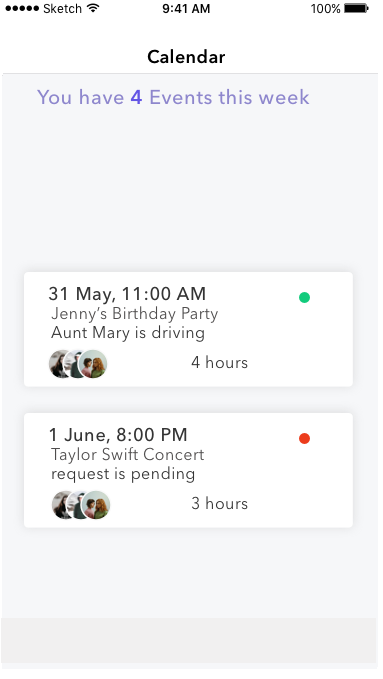 ●●●●● Sketch 9:41 AM 100%
Calendar
You have 4 Events this week
31 May, 11:00 AM
Jenny’s Birthday Party
Aunt Mary is driving
4 hours
1 June, 8:00 PM
Taylor Swift Concert
request is pending
3 hours